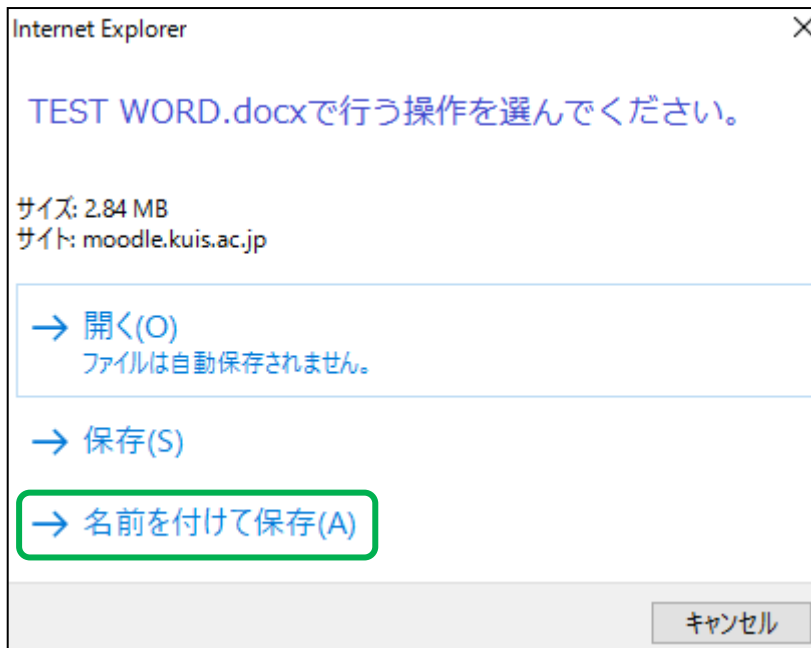 Internet Explorer
TEST WORD.docxで行う操作を選んでください。
サイズ: 2.84 MB
サイト: moodle.kuis.ac.jp
→ 開く(O)
ファイルは自動保存されません。
→ 保存(S)
→ 名前を付けて保存(A)
キャンセル